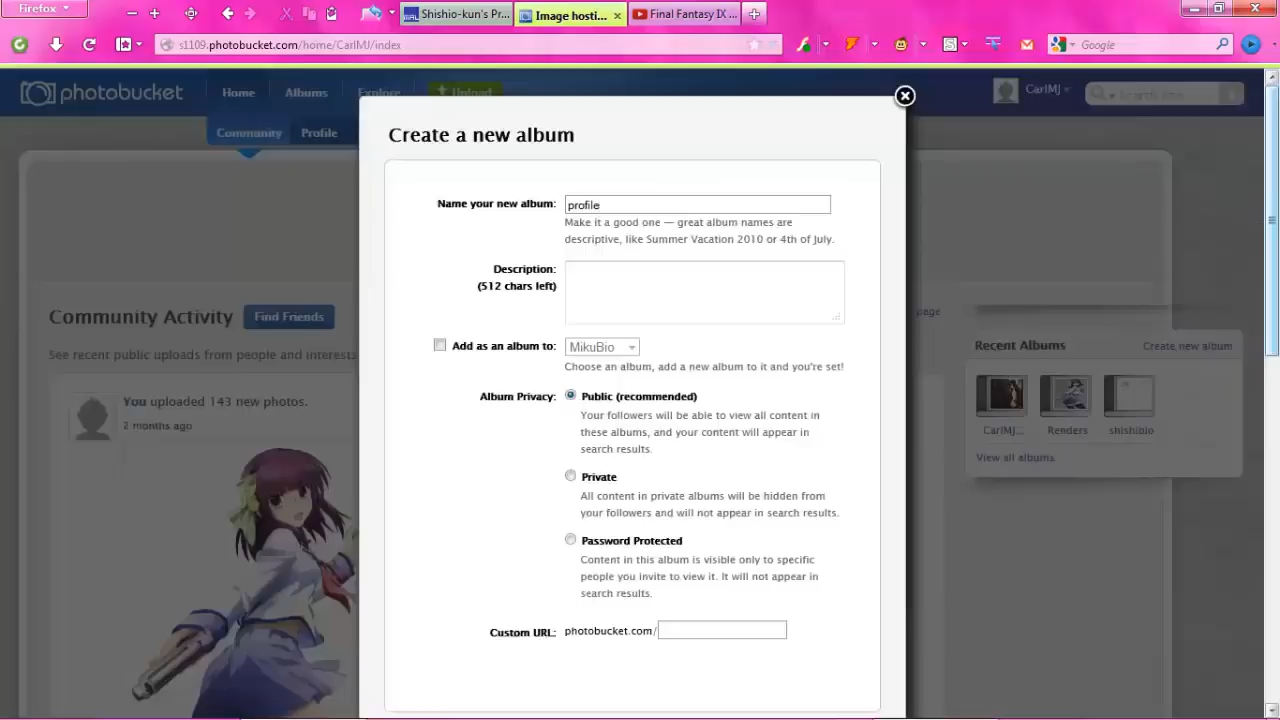 Firefox
Shishio-kun's Pr...
Image hosti...
Final Fantasy IX ...
s1109.photobucket.com/home/CarlMJ/index
Google
photobucket
Home
Albums
Explore
Upload
CarlMJ
Community
Profile
Create a new album
Name your new album:
profile
Make it a good one — great album names are
descriptive, like Summer Vacation 2010 or 4th of July.
Description:
(512 chars left)
Add as an album to:
MikuBio
Choose an album, add a new album to it and you're set!
Album Privacy:
Public (recommended)
Your followers will be able to view all content in
these albums, and your content will appear in
search results.
Private
All content in private albums will be hidden from
your followers and will not appear in search results.
Password Protected
Content in this album is visible only to specific
people you invite to view it. It will not appear in
search results.
Custom URL:
photobucket.com/
Community Activity
Find Friends
See recent public uploads from people and interests
You uploaded 143 new photos.
2 months ago
page
Recent Albums
Create new album
CarlMJ...
Renders
shishibio
View all albums